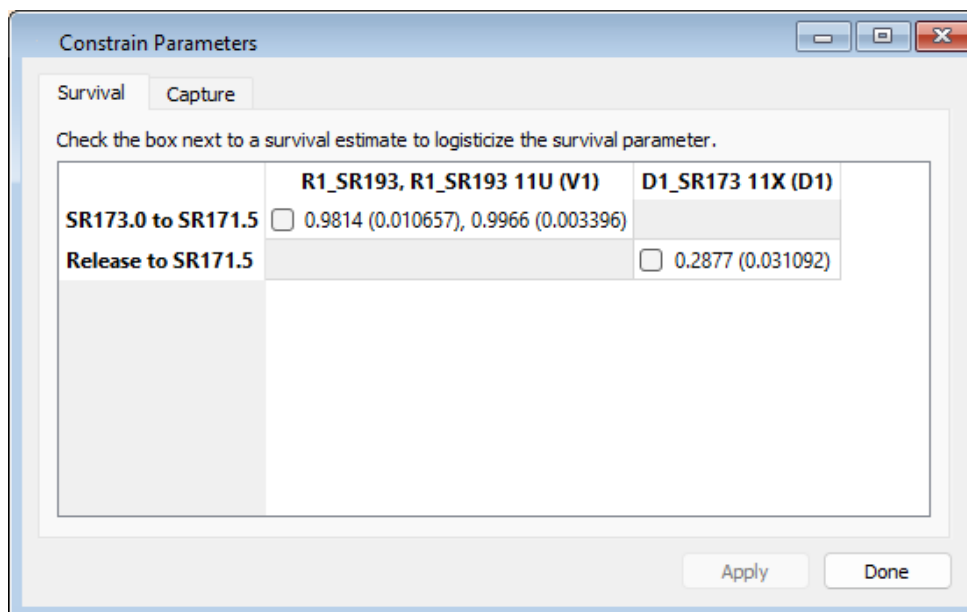 Constrain Parameters
Survival Capture
Check the box next to a survival estimate to logisticize the survival parameter.
R1_SR193, R1_SR193 11U (V1) D1_SR173 11X (D1)
SR173.0 to SR171.5 0.9814 (0.010657), 0.9966 (0.003396)
Release to SR171.5 0.2877 (0.031092)
Apply Done